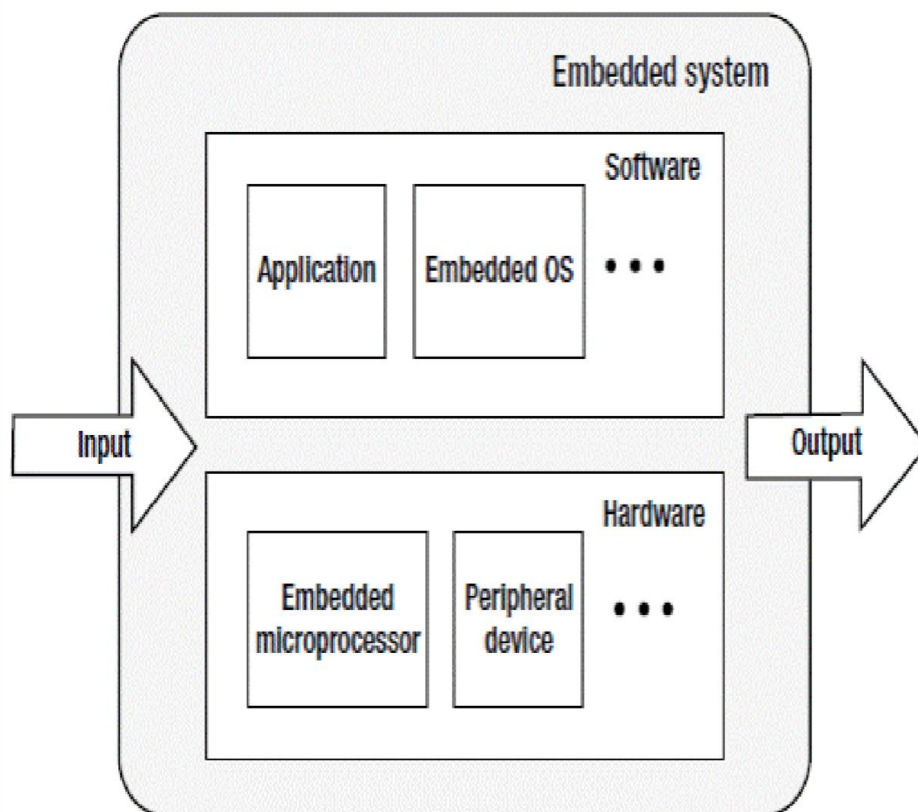 Embedded system
Software
Application
Embedded OS
• • •
Input
Output
Hardware
Embedded
microprocessor
Peripheral
device
• • •